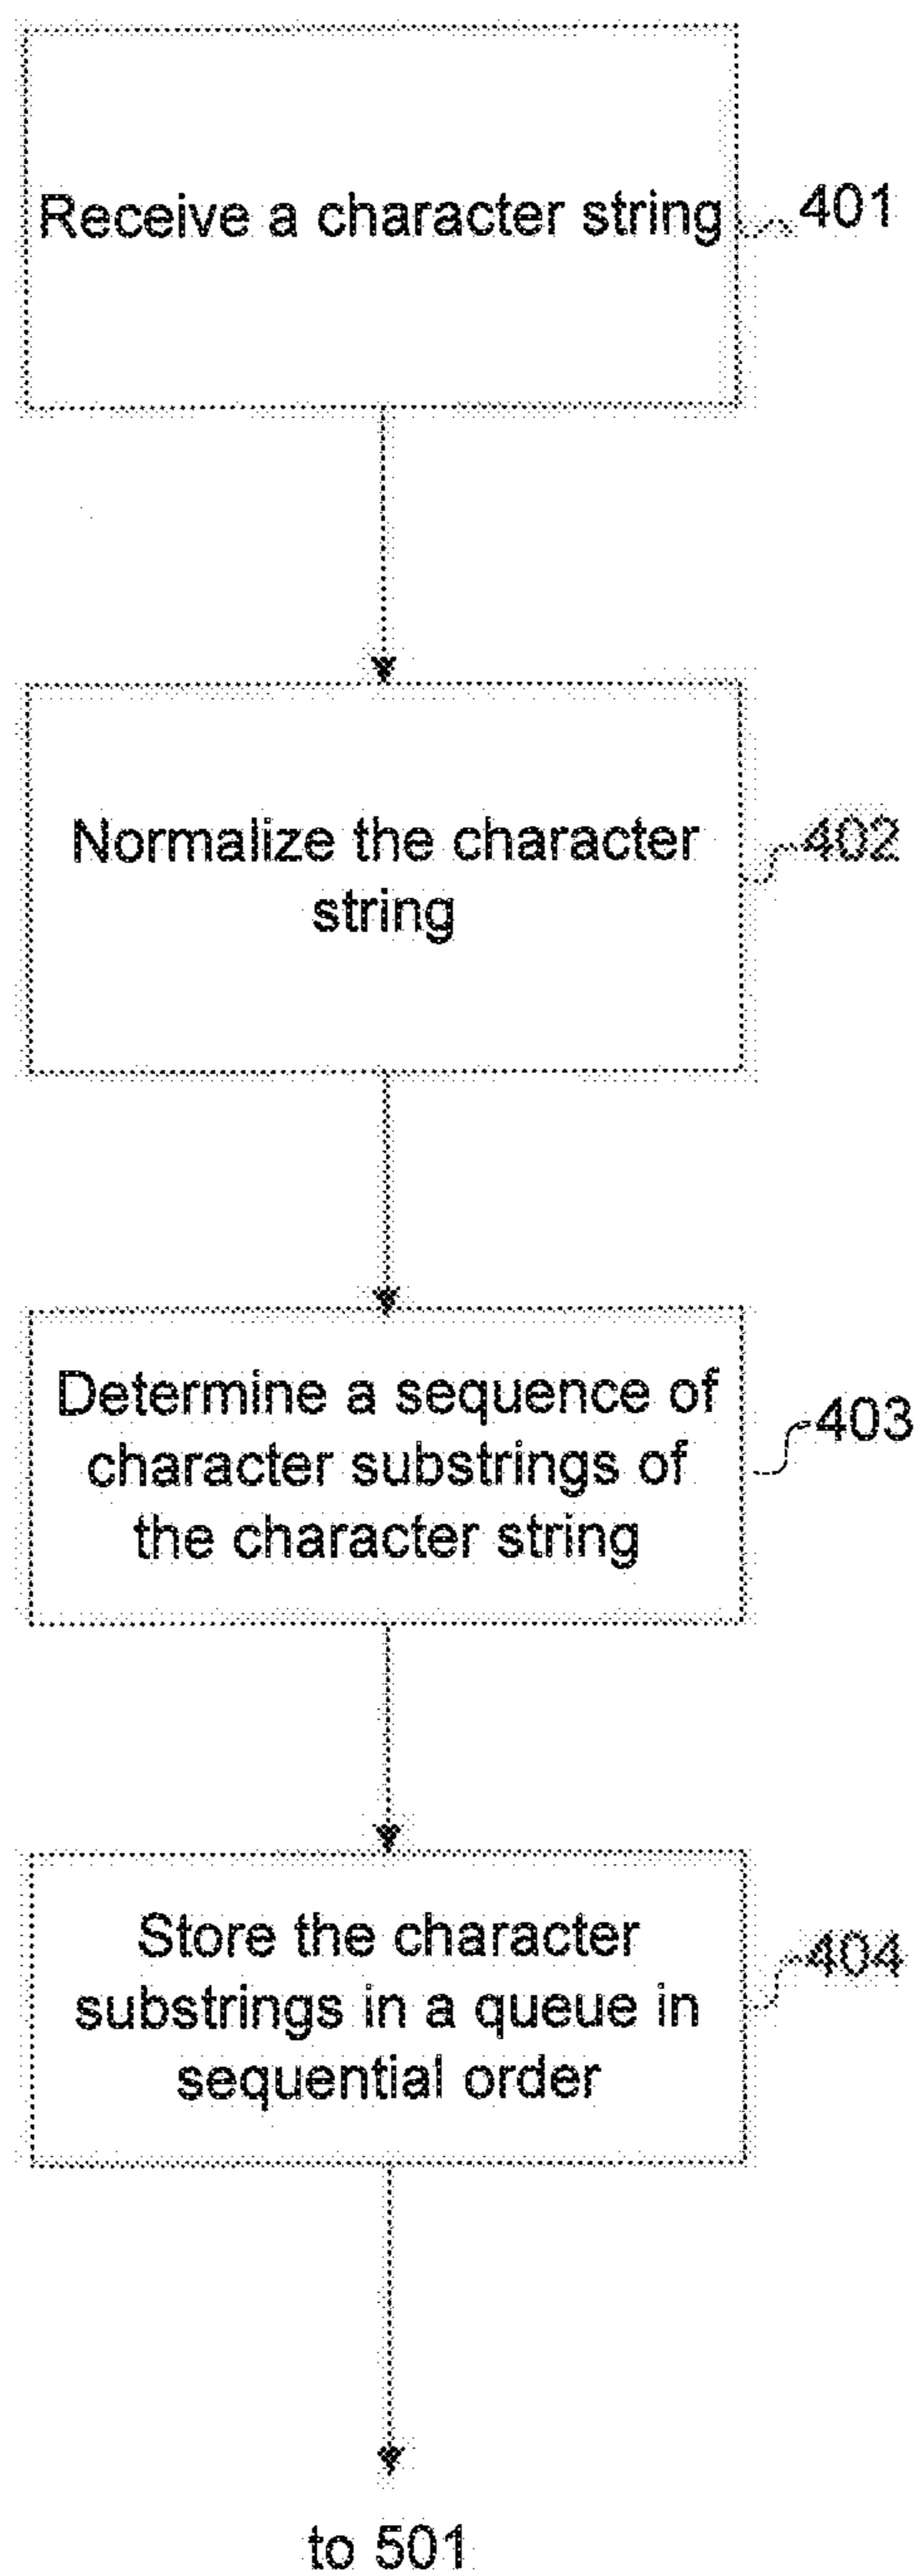 Receive a character string
401
Normalize the character
string
402
Determine a sequence of
character substrings of
the character string
403
Store the character
substrings in a queue in
sequential order
404
to 501